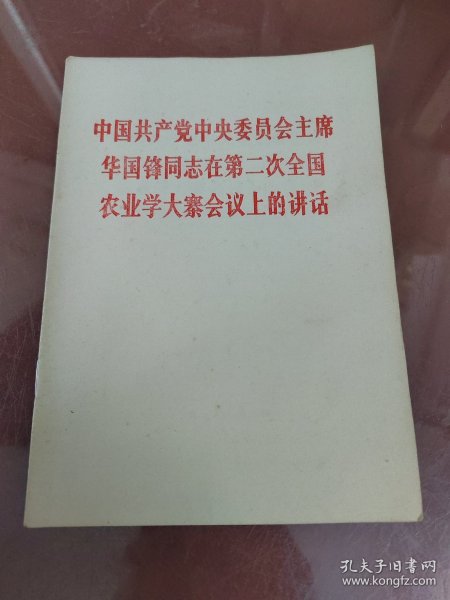 中国共产党中央委员会主席
华国锋同志在第二次全国
农业学大寨会议上的讲话
孔夫子旧书网
www.kongfz.com